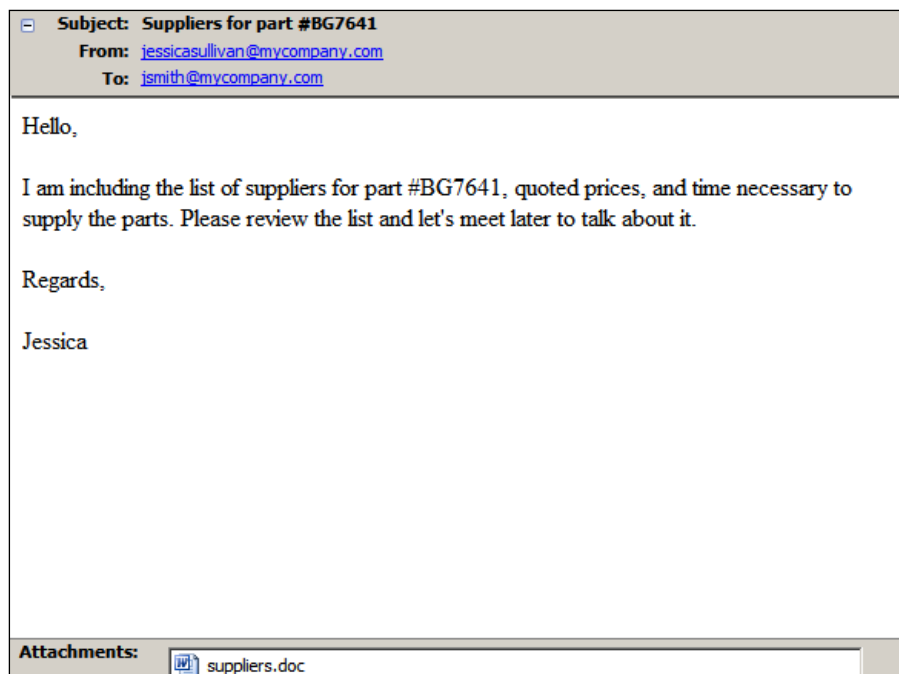 Subject: Suppliers for part #BG7641
From: jessicasullivan@mycompany.com
To: jsmith@mycompany.com
Hello,
I am including the list of suppliers for part #BG7641, quoted prices, and time necessary to
supply the parts. Please review the list and let's meet later to talk about it.
Regards,
Jessica
Attachments: suppliers.doc